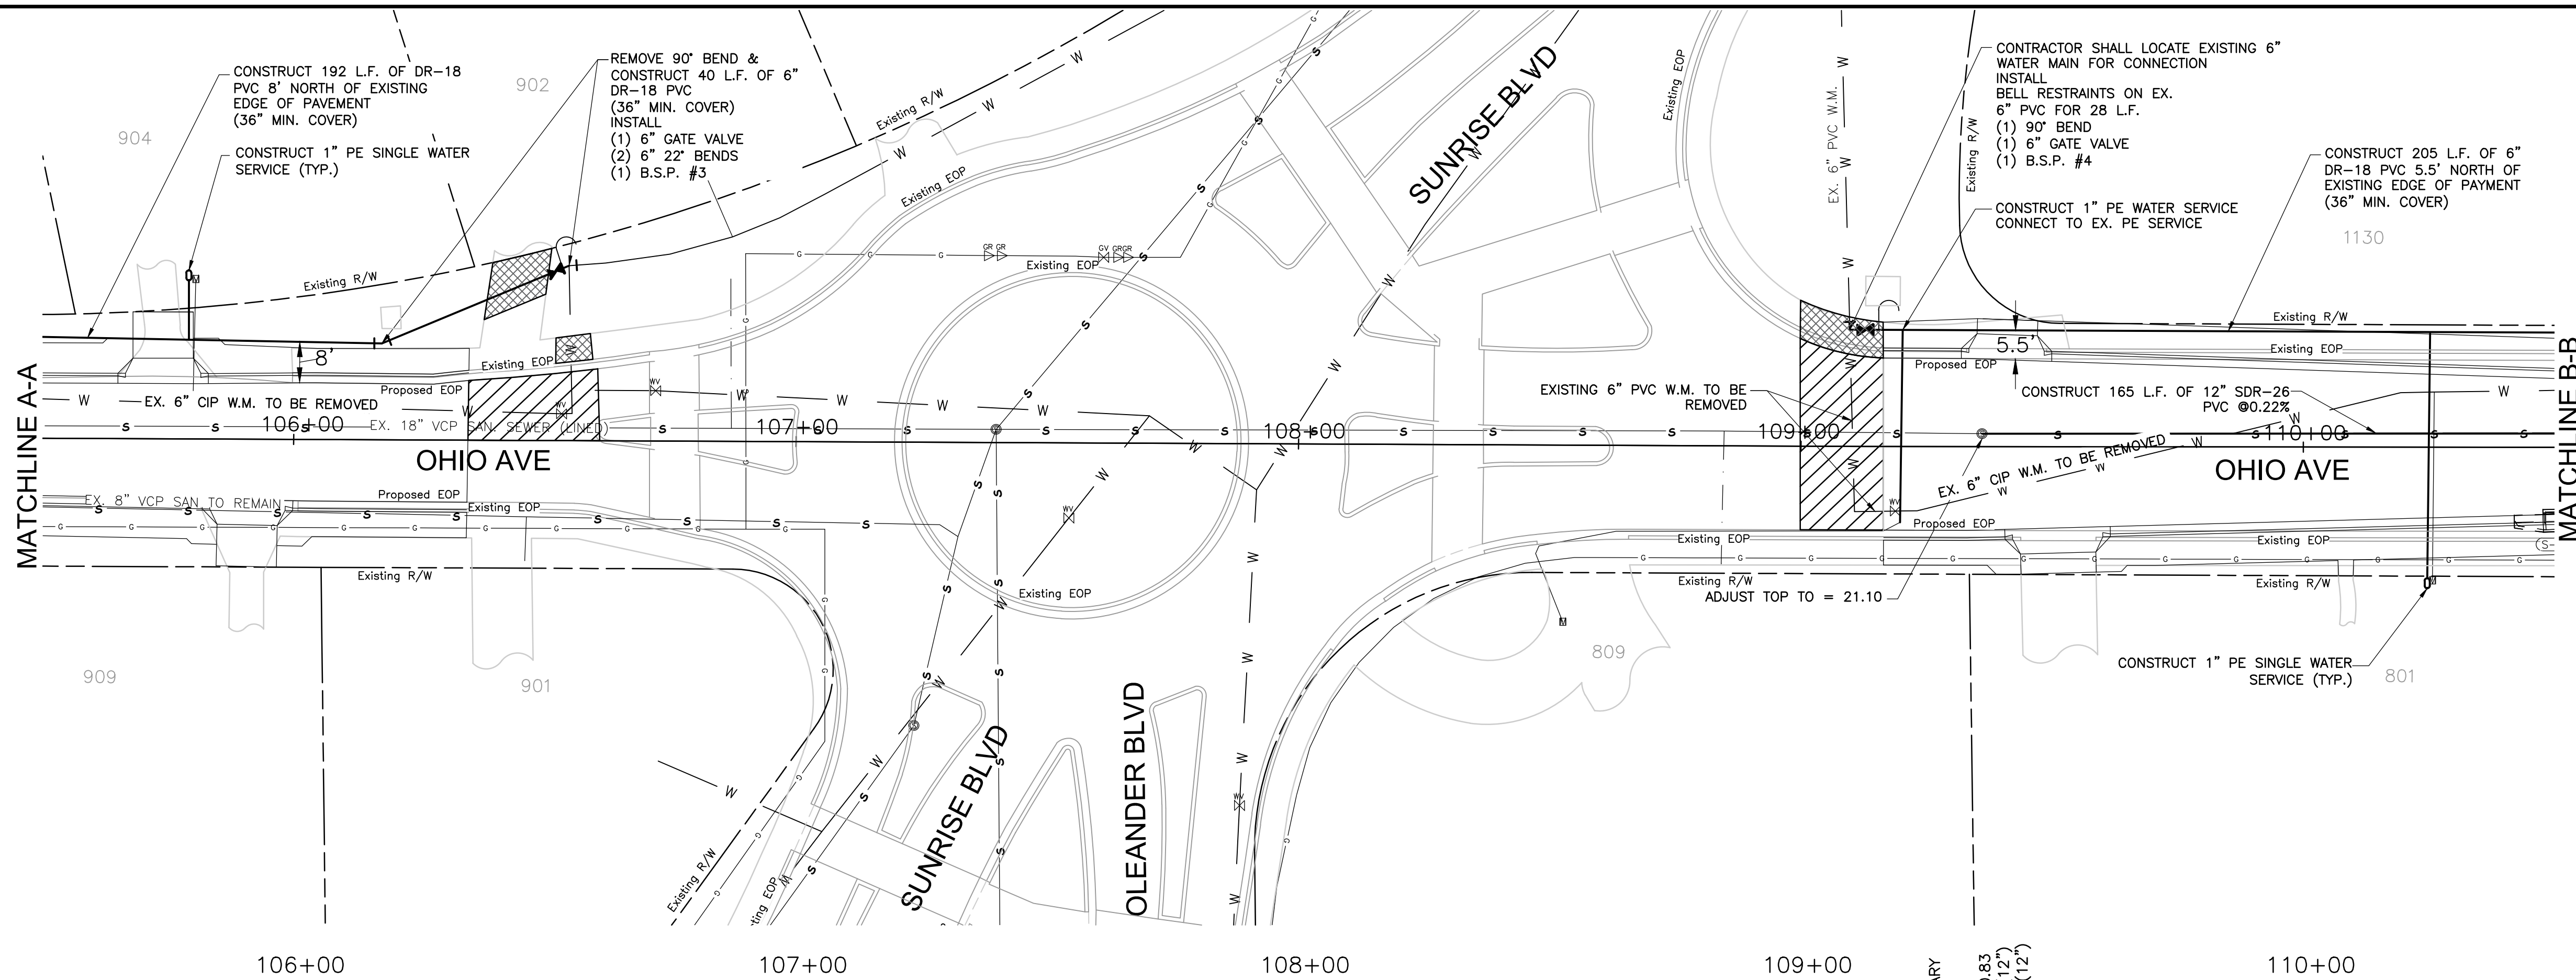 CONSTRUCT 192 L.F. OF DR-18
PVC 8' NORTH OF EXISTING
EDGE OF PAVEMENT
(36" MIN. COVER)
902
904
CONSTRUCT 1" PE SINGLE WATER
SERVICE (TYP.)
REMOVE 90° BEND &
CONSTRUCT 40 L.F. OF 6"
DR-18 PVC
(36" MIN. COVER)
INSTALL
(1) 6" GATE VALVE
(2) 6" 22° BENDS
(1) B.S.P. #3
Existing R/W
Existing EOP
SUNRISE BLVD
Existing EOP
EX. 6" PVC W.M.
Existing R/W
CONTRACTOR SHALL LOCATE EXISTING 6"
WATER MAIN FOR CONNECTION
INSTALL
BELL RESTRAINTS ON EX.
6" PVC FOR 28 L.F.
(1) 90° BEND
(1) 6" GATE VALVE
(1) B.S.P. #4
CONSTRUCT 1" PE WATER SERVICE
CONNECT TO EX. PE SERVICE
CONSTRUCT 205 L.F. OF 6"
DR-18 PVC 5.5' NORTH OF
EXISTING EDGE OF PAYMENT
(36" MIN. COVER)
1130
Existing R/W
GR GR
GV GRGR
Existing EOP
Existing R/W
8'
Existing EOP
5.5'
Existing EOP
Proposed EOP
Proposed EOP
MATCHLINE A-A
EX. 6" CIP W.M. TO BE REMOVED
WV
WV
EXISTING 6" PVC W.M. TO BE
REMOVED
CONSTRUCT 165 L.F. OF 12" SDR-26
PVC @0.22%
MATCHLINE B-B
106+00
EX. 18" VCP SAN. SEWER (LINED)
107+00
108+00
109+00
110+00
OHIO AVE
EX. 6" CIP W.M. TO BE REMOVED
OHIO AVE
EX. 8" VCP SAN TO REMAIN
Proposed EOP
Existing EOP
WV
WV
Proposed EOP
Existing EOP
Existing EOP
Existing R/W
Existing EOP
Existing R/W
Existing R/W
ADJUST TOP TO = 21.10
909
901
809
CONSTRUCT 1" PE SINGLE WATER
SERVICE (TYP.)
801
SUNRISE BLVD
OLEANDER BLVD
WV
Existing R/W
106+00
107+00
108+00
109+00
110+00